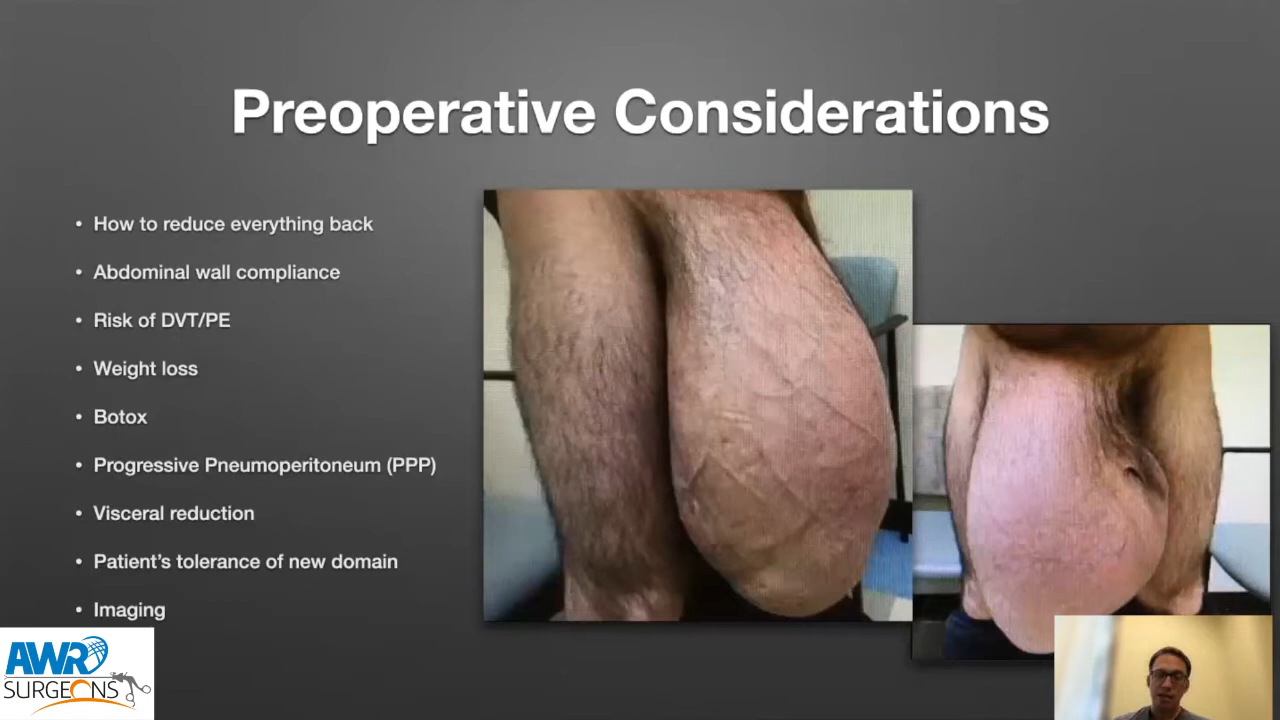 Preoperative Considerations
• How to reduce everything back
• Abdominal wall compliance
• Risk of DVT/PE
• Weight loss
• Botox
• Progressive Pneumoperitoneum (PPP)
• Visceral reduction
• Patient’s tolerance of new domain
• Imaging
AWR
SURGEONS